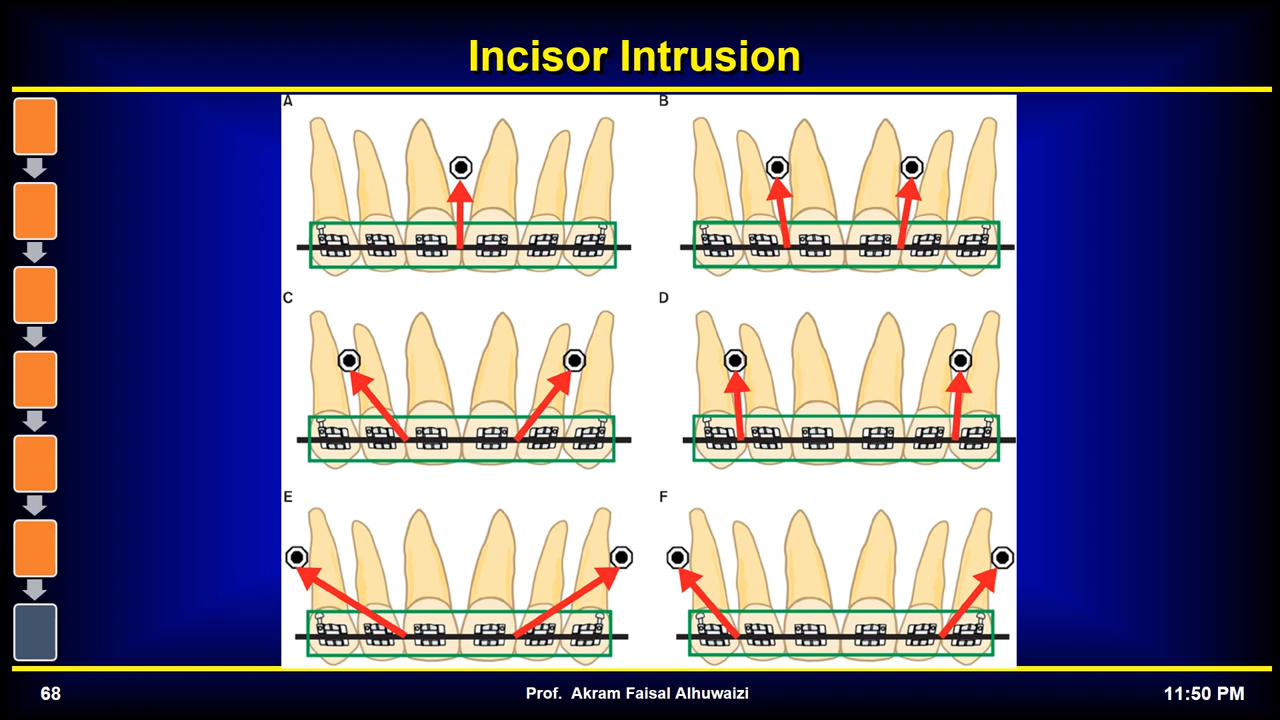 Incisor Intrusion
A
B
C
D
E
F
68
Prof. Akram Faisal Alhuwaizi
11:50 PM